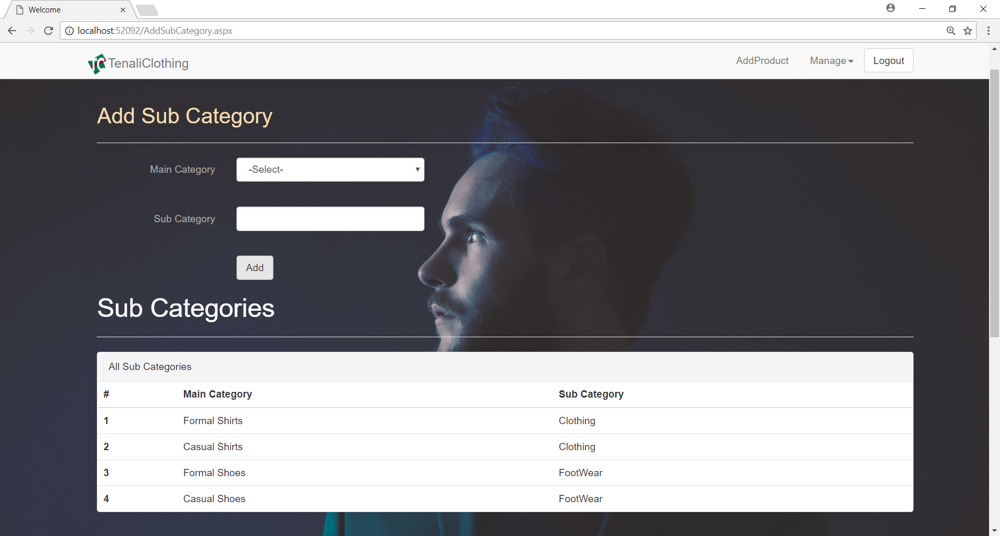 Welcome
localhost:52092/AddSubCategory.aspx
TenaliClothing
AddProduct
Manage
Logout
Add Sub Category
Main Category
-Select-
Sub Category
Add
Sub Categories
All Sub Categories
# Main Category Sub Category
1 Formal Shirts Clothing
2 Casual Shirts Clothing
3 Formal Shoes FootWear
4 Casual Shoes FootWear